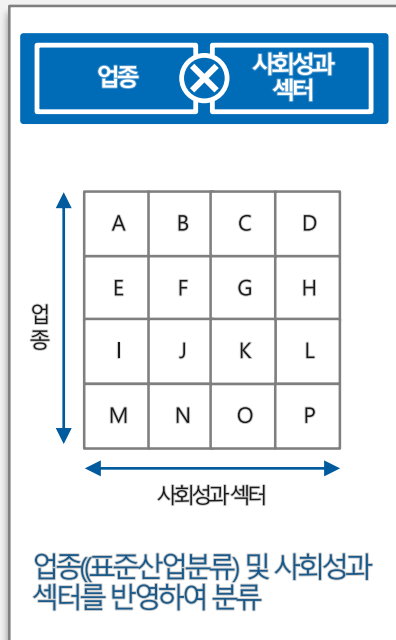 업종
사회성과
섹터
A B C D
E F G H
I J K L
M N O P
업종
사회성과 섹터
업종((표준산업분류) 및 사회성과
섹터를 반영하여 분류